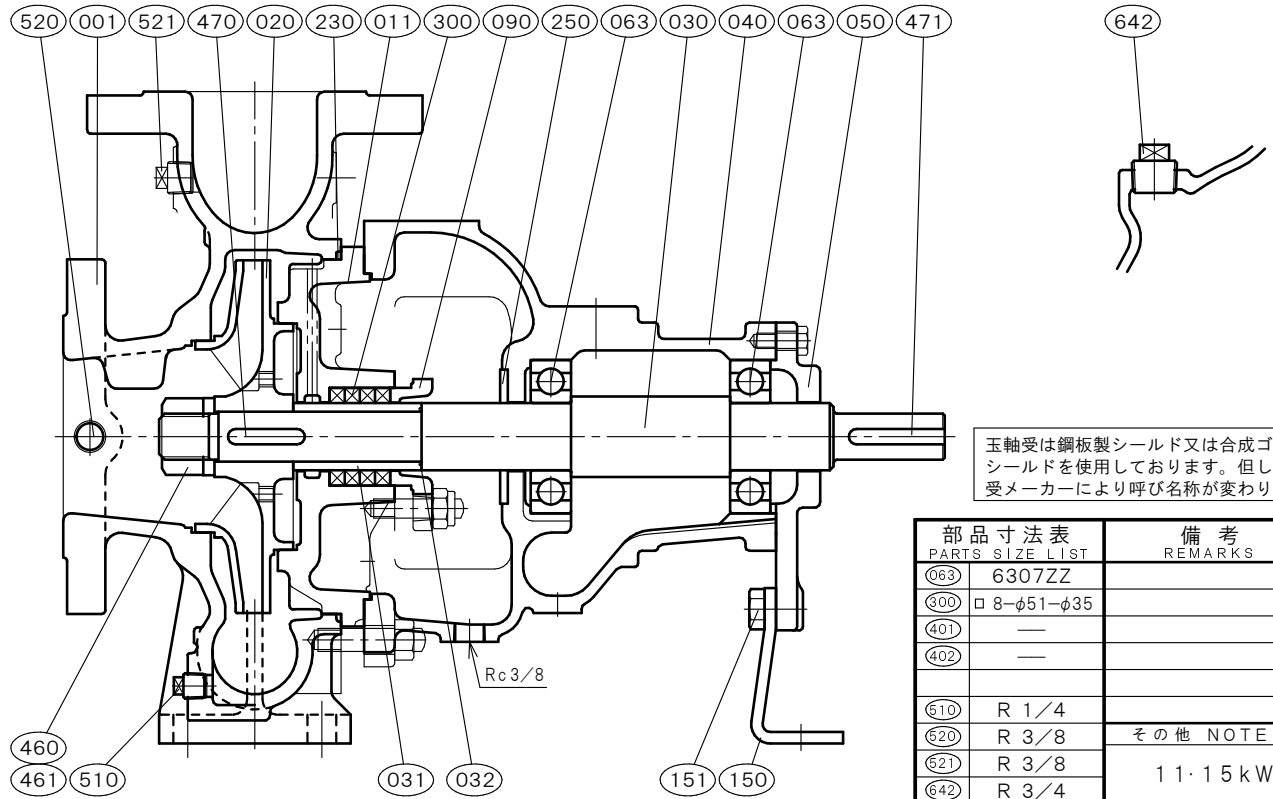 520 001 521 470 020 230 011 300 090 250 063 030 040 063 050 471 642
玉軸受は鋼板製シールド又は合成ゴ
シールドを使用しております。但し
受メーカーにより呼び名称が変わり
部品寸法表 備考
PARTS SIZE LIST REMARKS
063 6307ZZ
300 □ 8-φ51-φ35
401 —
402 —
510 R 1/4
520 R 3/8 その他 NOTE
521 R 3/8 11·15kW
642 R 3/4
Rc3/8
460
461 510 031 032 151 150